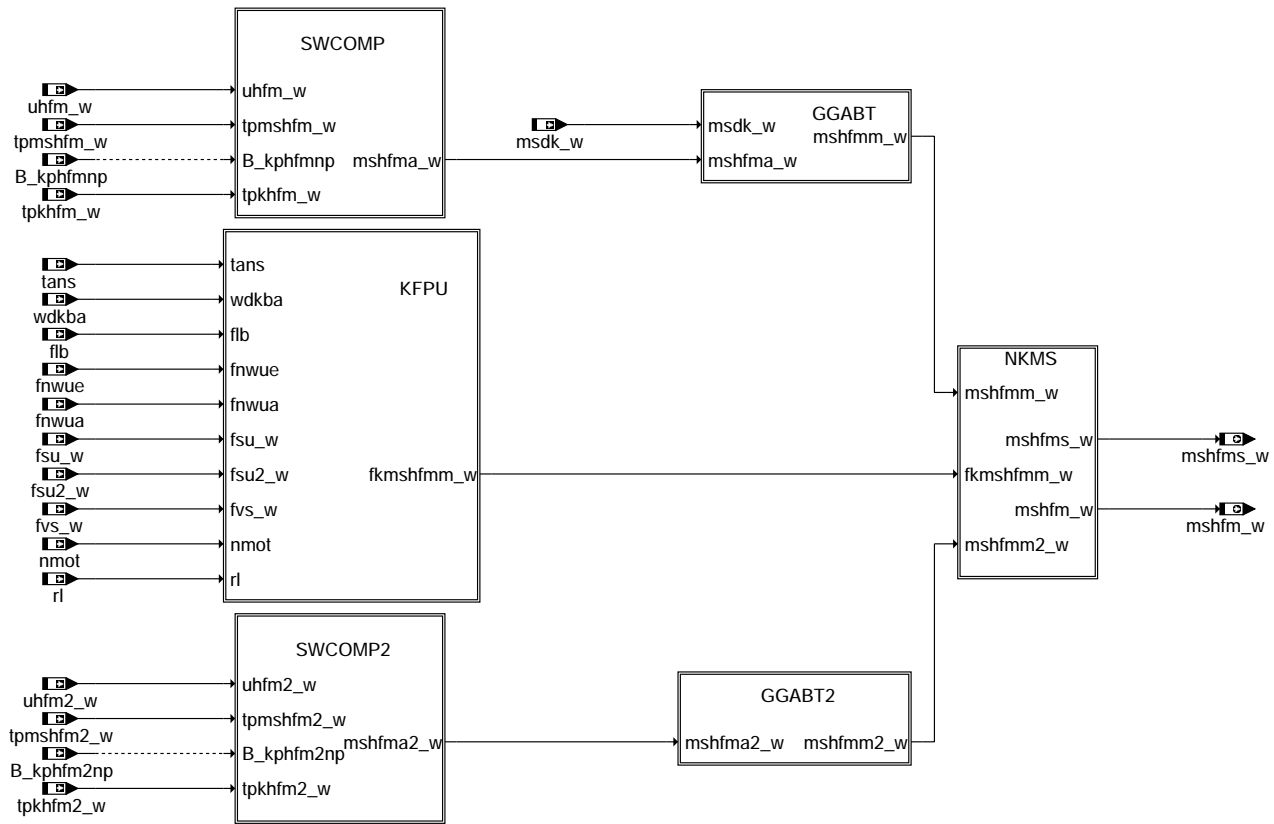 SWCOMP
uhfm_w
uhfm_w
tpmshfm_w
tpmshfm_w
B_kphfmnp
B_kphfmnp
mshfma_w
tpkhfm_w
tpkhfm_w
msdk_w
GGABT
msdk_w
mshfmm_w
mshfma_w
KFPU
tans
tans
wdkba
wdkba
flb
flb
fnwue
fnwue
fnwua
fnwua
fsu_w
fsu_w
fsu2_w
fsu2_w
fkmshfmm_w
fvs_w
fvs_w
nmot
nmot
rl
rl
NKMS
mshfmm_w
mshfms_w
mshfms_w
fkmshfmm_w
mshfm_w
mshfm_w
mshfmm2_w
SWCOMP2
uhfm2_w
uhfm2_w
tpmshfm2_w
tpmshfm2_w
mshfma2_w
B_kphfm2np
B_kphfm2np
tpkhfm2_w
tpkhfm2_w
GGABT2
mshfma2_w
mshfmm2_w